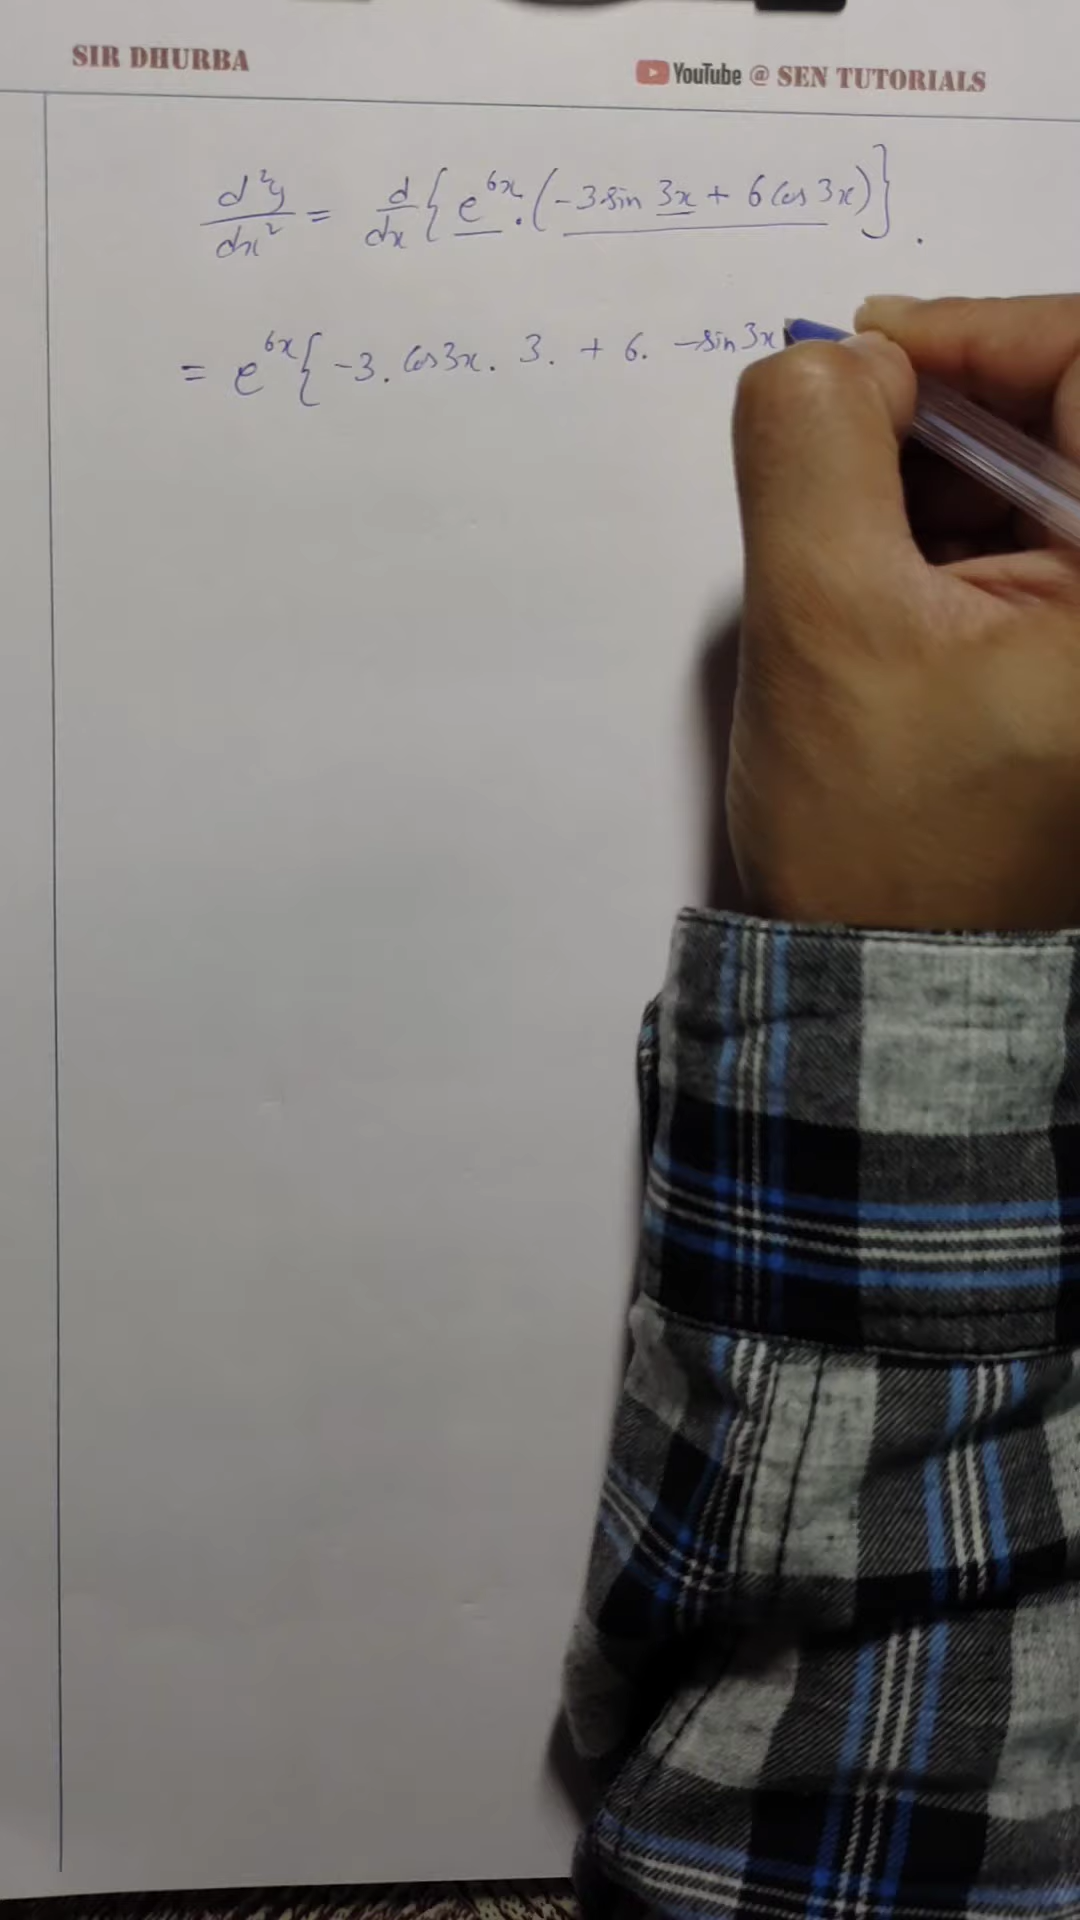 SIR DHURBA
YouTube @ SEN TUTORIALS
d²y/dx² = d/dx {e^6x . (-3 sin 3x + 6 cos 3x)} .
= e^6x { -3 . cos3x . 3 . + 6 . -sin 3x